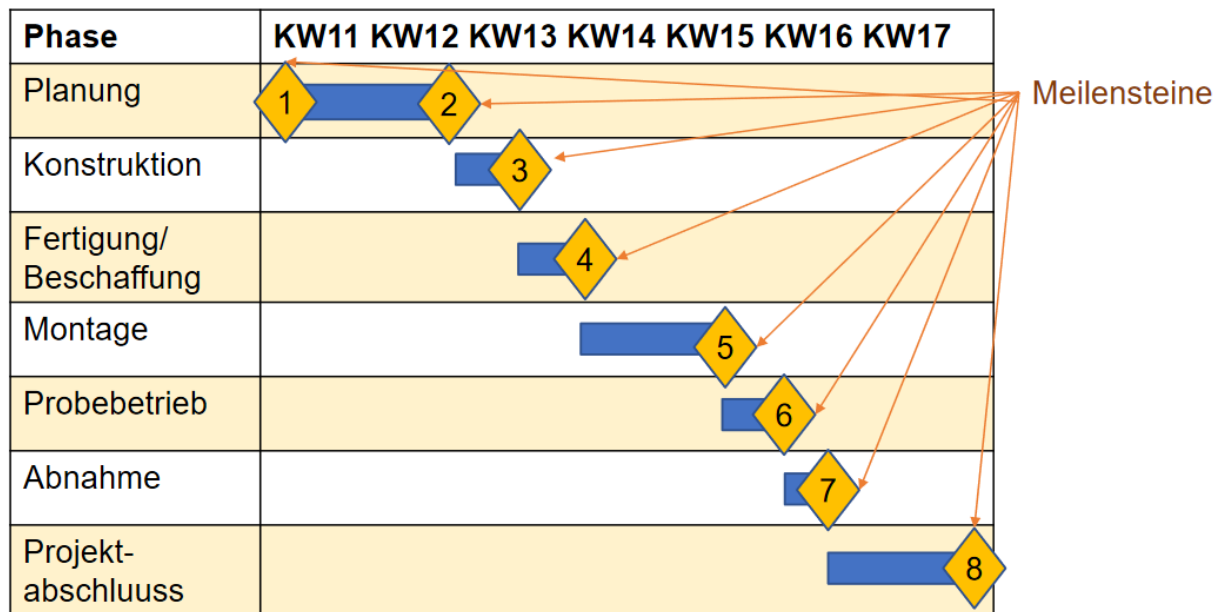 Phase KW11 KW12 KW13 KW14 KW15 KW16 KW17
Planung 1 2
Meilensteine
Konstruktion 3
Fertigung/
Beschaffung 4
Montage 5
Probebetrieb 6
Abnahme 7
Projekt-
abschluuss 8